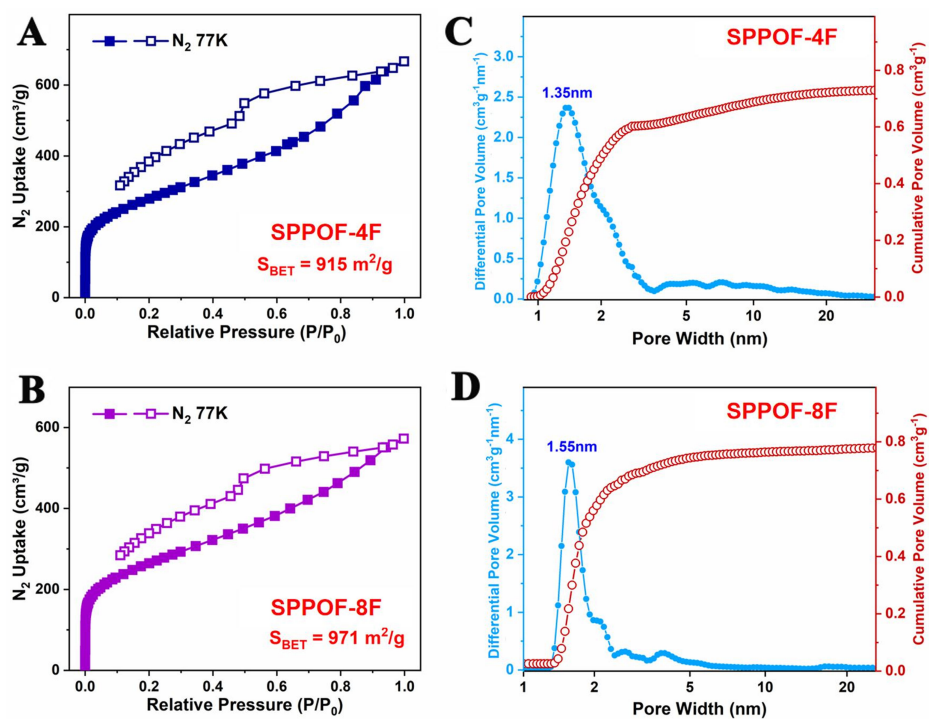 A
N₂ 77K
N₂ Uptake (cm³/g)
600
400
200
0
0.0 0.2 0.4 0.6 0.8 1.0
Relative Pressure (P/P₀)
SPPOF-4F
S_BET = 915 m²/g
C
SPPOF-4F
1.35nm
Differential Pore Volume (cm³g⁻¹nm⁻¹)
3.0
2.5
2.0
1.5
1.0
0.5
0.0
Cumulative Pore Volume (cm³g⁻¹)
0.8
0.6
0.4
0.2
0.0
1 2 5 10 20
Pore Width (nm)
B
N₂ 77K
N₂ Uptake (cm³/g)
600
400
200
0
0.0 0.2 0.4 0.6 0.8 1.0
Relative Pressure (P/P₀)
SPPOF-8F
S_BET = 971 m²/g
D
SPPOF-8F
1.55nm
Differential Pore Volume (cm³g⁻¹nm⁻¹)
4
3
2
1
0
Cumulative Pore Volume (cm³g⁻¹)
0.8
0.6
0.4
0.2
0.0
1 2 5 10 20
Pore Width (nm)